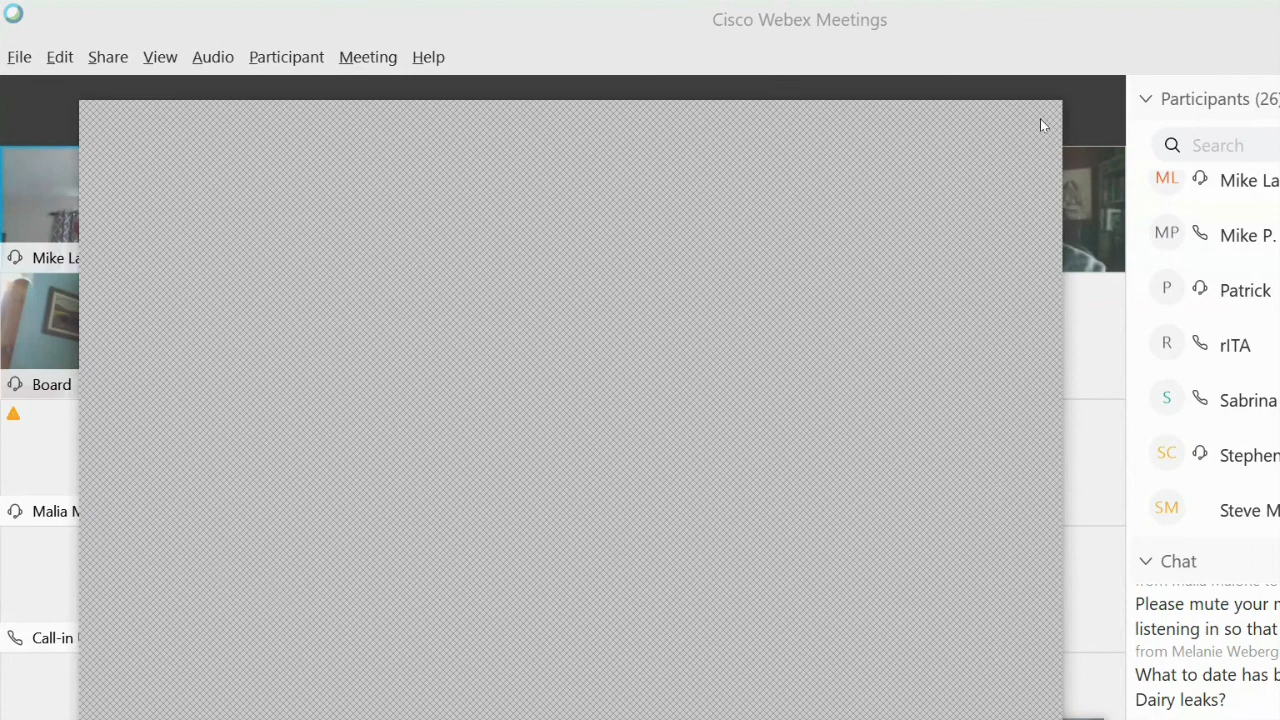 Cisco Webex Meetings
File Edit Share View Audio Participant Meeting Help
Participants (26)
Search
ML Mike La
MP Mike P.
P Patrick
R rITA
S Sabrina
SC Stephen
SM Steve M
Mike La
Board
Malia M
Call-in
Chat
Please mute your m
listening in so that
from Melanie Weberg
What to date has b
Dairy leaks?